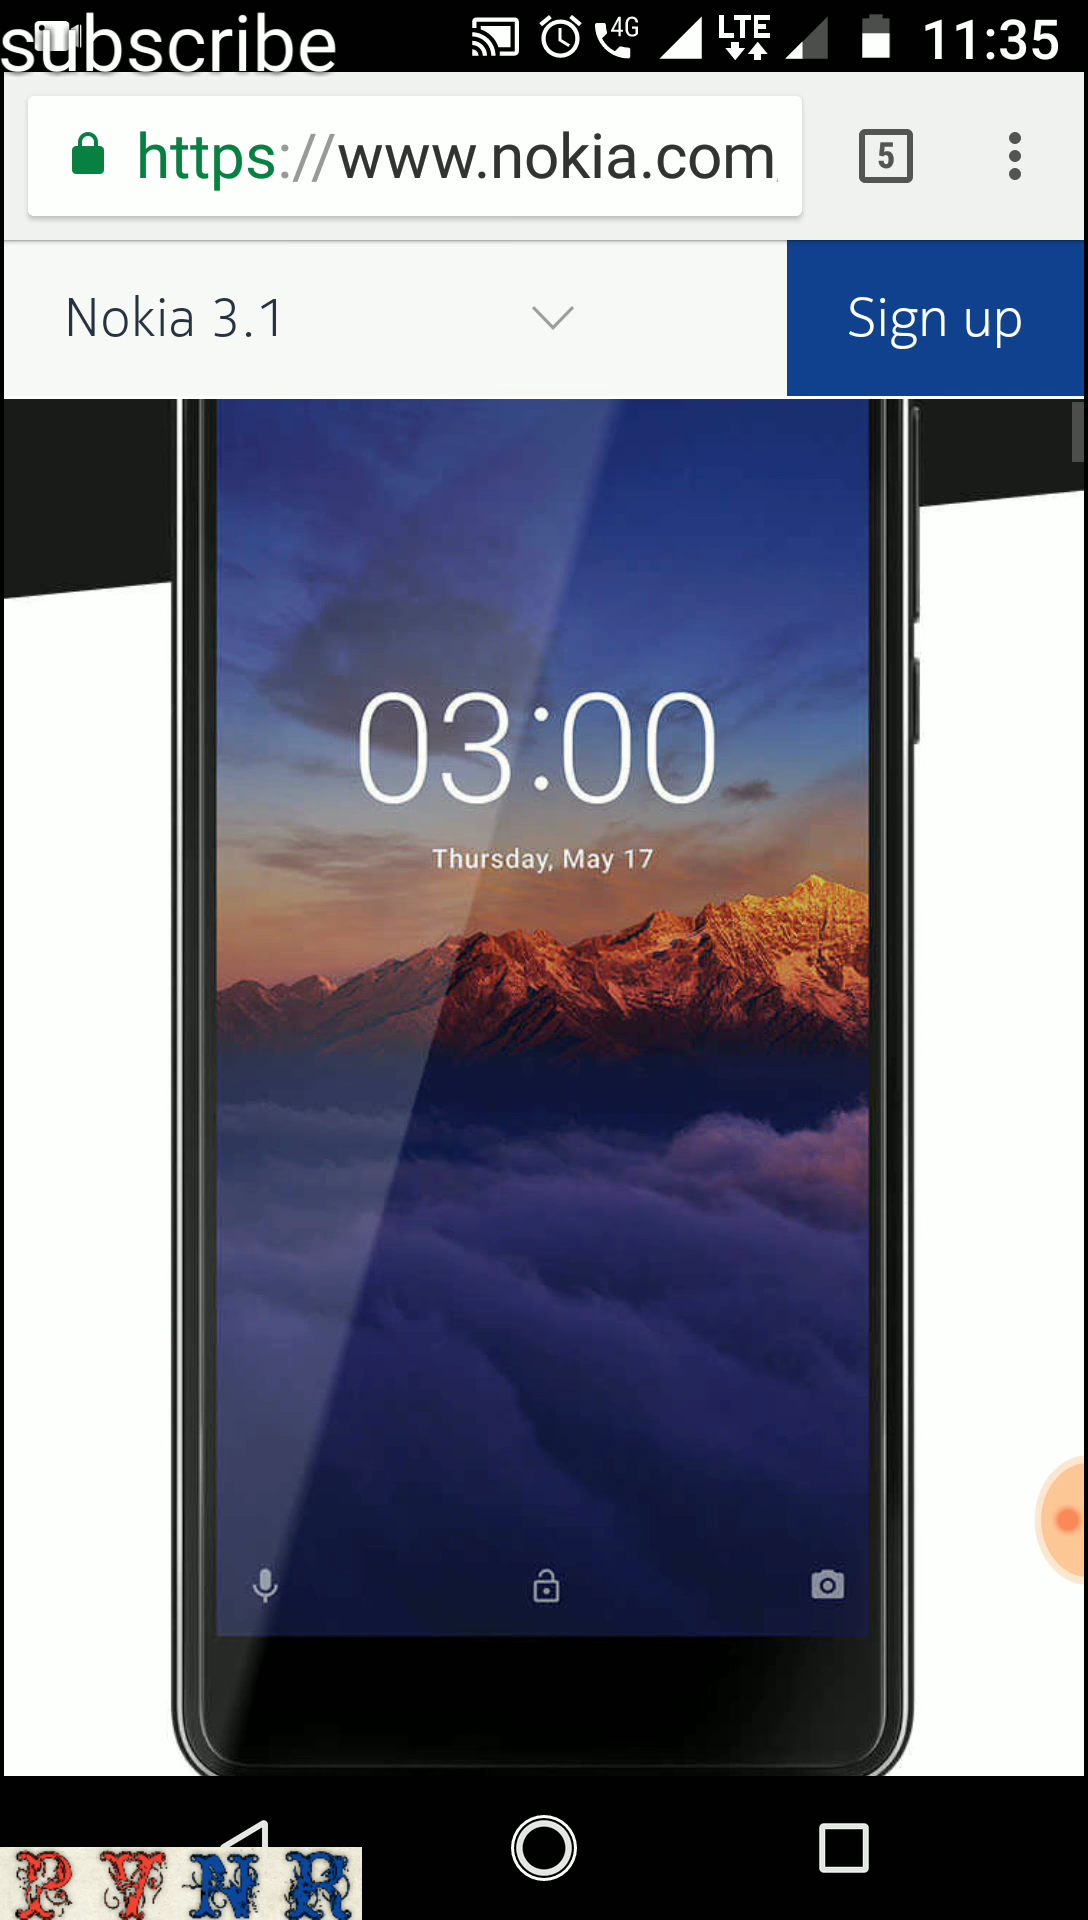 subscribe
4G LTE 11:35
https://www.nokia.com
5
Nokia 3.1
Sign up
03:00
Thursday, May 17
PYNR